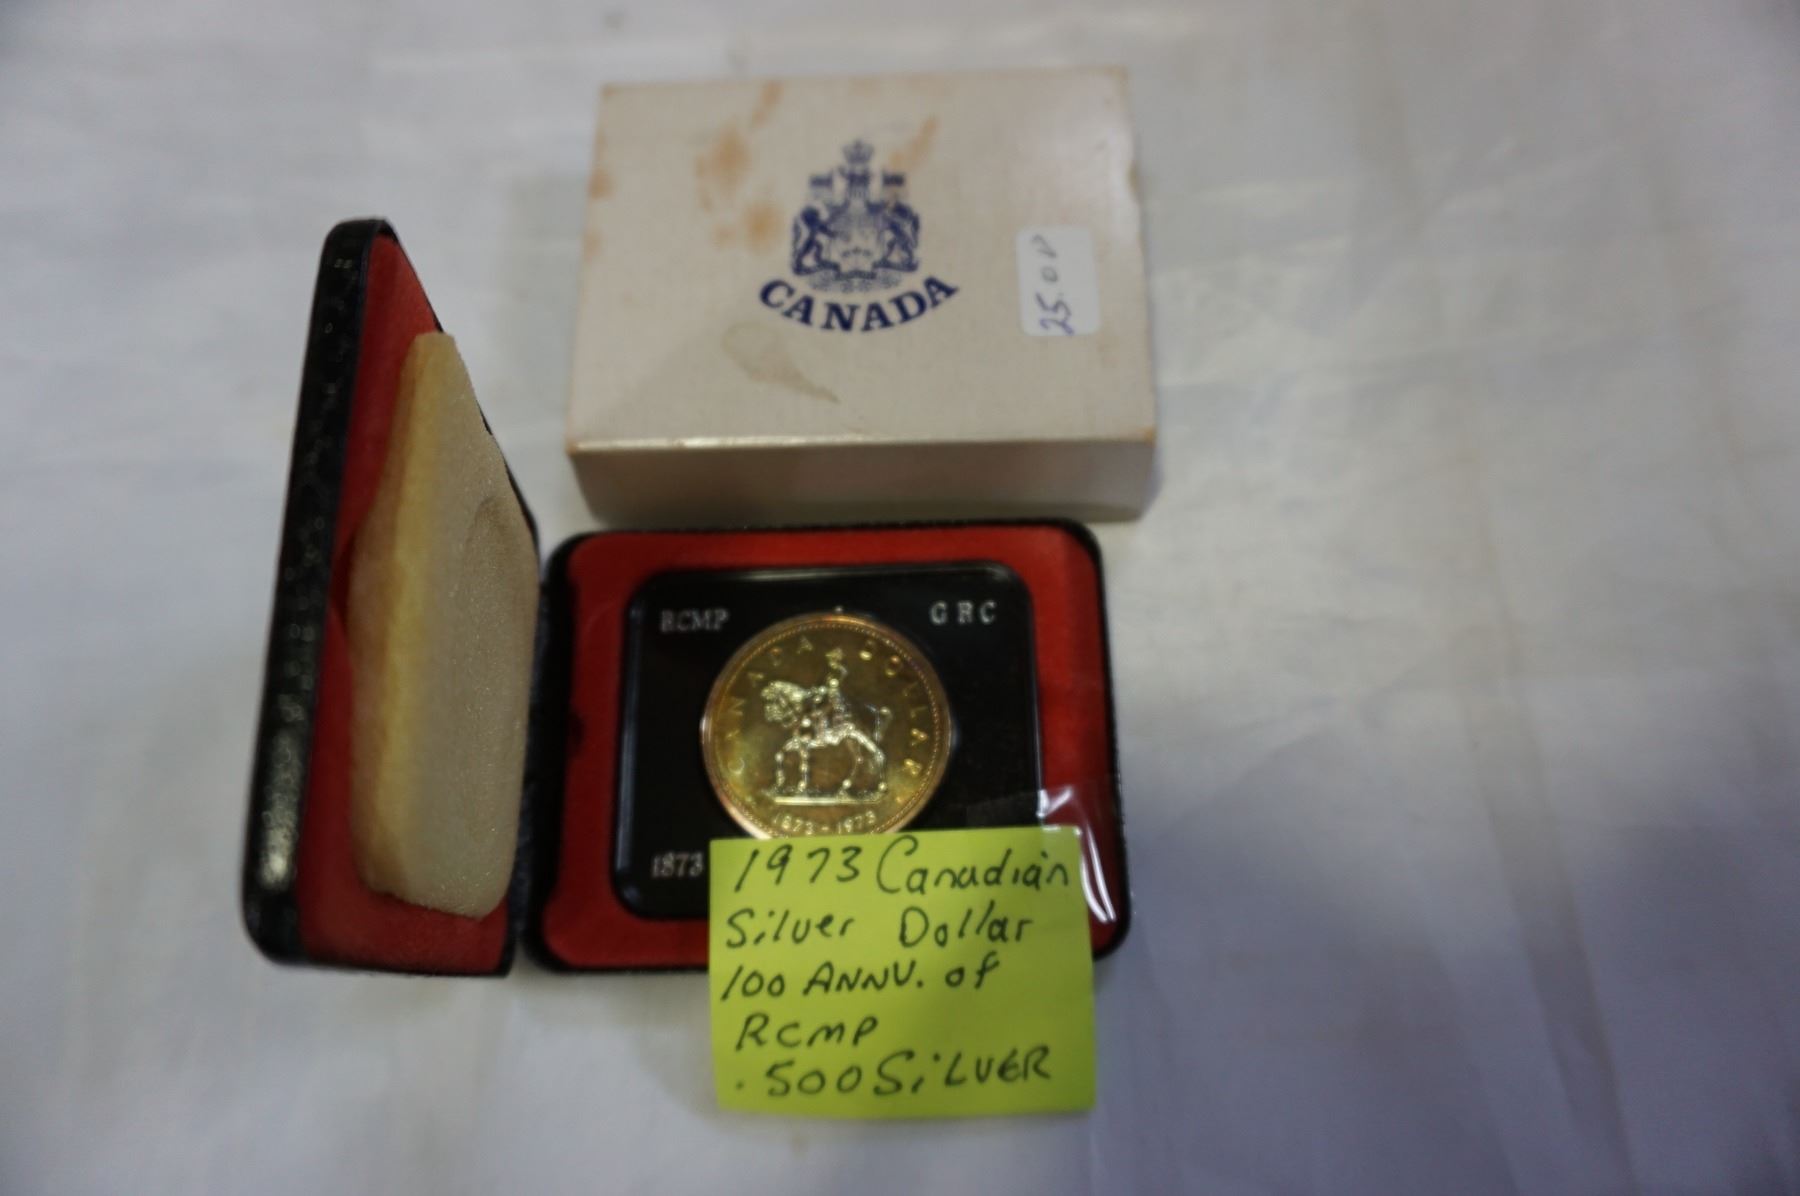 CANADA
25.00
RCMP GRC
CANADA DOLLAR
1873-1973
1873
1973 Canadian
Silver Dollar
100 ANNV. of
RCMP
.500 SiLVER